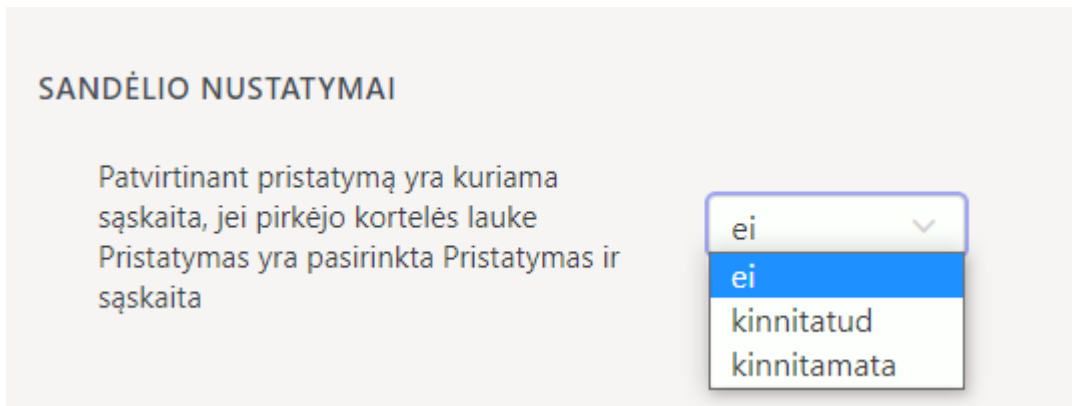 SANDĖLIO NUSTATYMAI
Patvirtinant pristatymą yra kuriama
sąskaita, jei pirkėjo kortelės lauke
Pristatymas yra pasirinkta Pristatymas ir
sąskaita
ei
ei
kinnitatud
kinnitamata